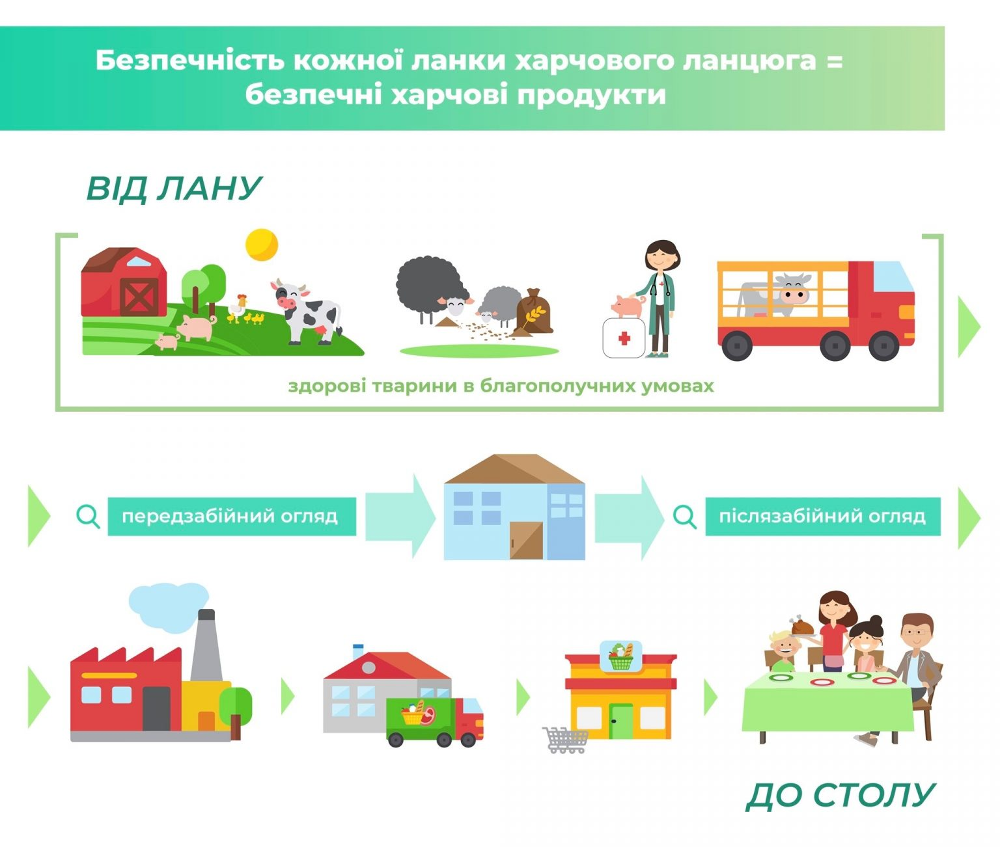 Безпечність кожної ланки харчового ланцюга =
безпечні харчові продукти
ВІД ЛАНУ
здорові тварини в благополучних умовах
передзабійний огляд
післязабійний огляд
ДО СТОЛУ